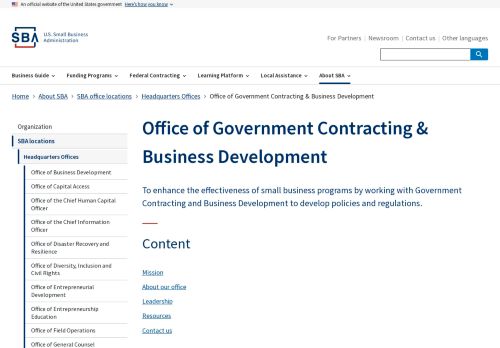 An official website of the United States government Here's how you know
SBA U.S. Small Business
Administration
For Partners Newsroom Contact us Other languages
Business Guide Funding Programs Federal Contracting Learning Platform Local Assistance About SBA
Home About SBA SBA office locations Headquarters Offices Office of Government Contracting & Business Development
Organization
SBA locations
Headquarters Offices
Office of Business Development
Office of Capital Access
Office of the Chief Human Capital
Officer
Office of the Chief Information
Officer
Office of Disaster Recovery and
Resilience
Office of Diversity, Inclusion and
Civil Rights
Office of Entrepreneurial
Development
Office of Entrepreneurship
Education
Office of Field Operations
Office of General Counsel
Office of Government Contracting &
Business Development
To enhance the effectiveness of small business programs by working with Government
Contracting and Business Development to develop policies and regulations.
Content
Mission
About our office
Leadership
Resources
Contact us